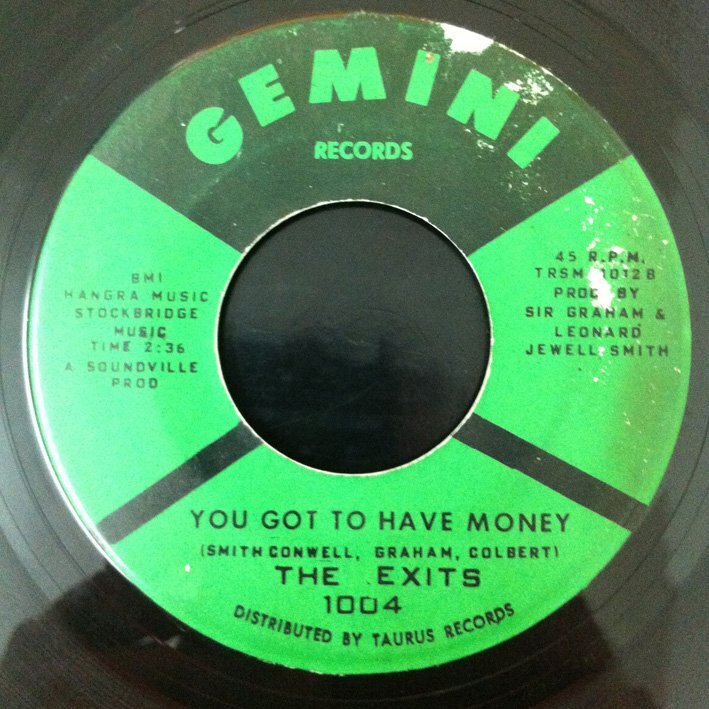 GEMINI
RECORDS
BMI
HANGRA MUSIC
STOCKBRIDGE
MUSIC
TIME 2:36
A SOUNDVILLE
PROD
45 R.P.M.
TRSM 1012B
PROD. BY
SIR GRAHAM &
LEONARD
JEWELL SMITH
YOU GOT TO HAVE MONEY
(SMITH CONWELL, GRAHAM, COLBERT)
THE EXITS
1004
DISTRIBUTED BY TAURUS RECORDS